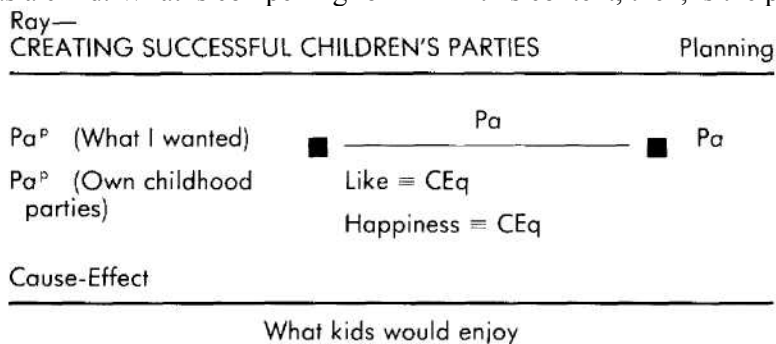 Ray—
CREATING SUCCESSFUL CHILDREN'S PARTIES Planning
Pa
Paᵖ (What I wanted) ■ ■ Pa
Paᵖ (Own childhood parties)
Like ≡ CEq
Happiness ≡ CEq
Cause-Effect
What kids would enjoy